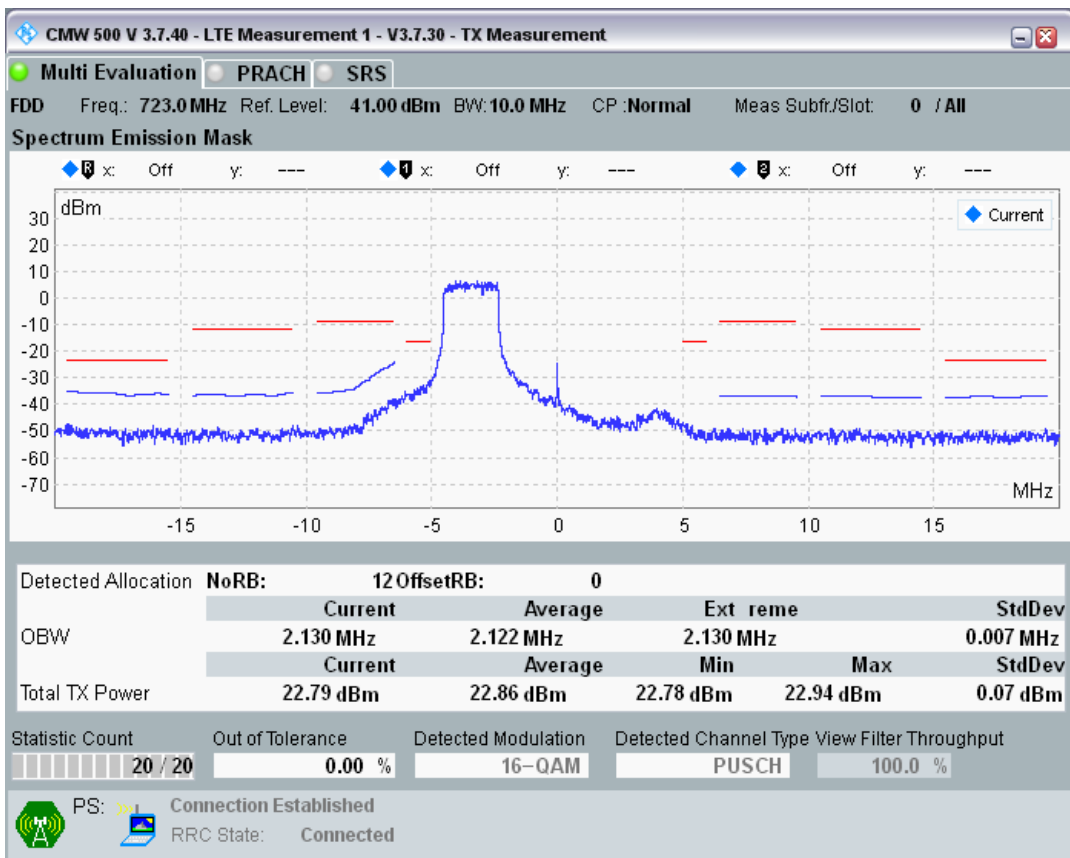 CMW 500 V 3.7.40 - LTE Measurement 1 - V3.7.30 - TX Measurement
Multi Evaluation PRACH SRS
FDD Freq.: 723.0 MHz Ref. Level: 41.00 dBm BW: 10.0 MHz CP :Normal Meas Subfr./Slot: 0 / All
Spectrum Emission Mask
R x: Off y: --- 1 x: Off y: --- 2 x: Off y: ---
dBm
Current
30
20
10
0
-10
-20
-30
-40
-50
-60
-70
MHz
-15 -10 -5 0 5 10 15
Detected Allocation NoRB: 12 OffsetRB: 0
Current Average Ext reme StdDev
OBW 2.130 MHz 2.122 MHz 2.130 MHz 0.007 MHz
Current Average Min Max StdDev
Total TX Power 22.79 dBm 22.86 dBm 22.78 dBm 22.94 dBm 0.07 dBm
Statistic Count Out of Tolerance Detected Modulation Detected Channel Type View Filter Throughput
20 / 20 0.00 % 16-QAM PUSCH 100.0 %
PS: Connection Established
RRC State: Connected